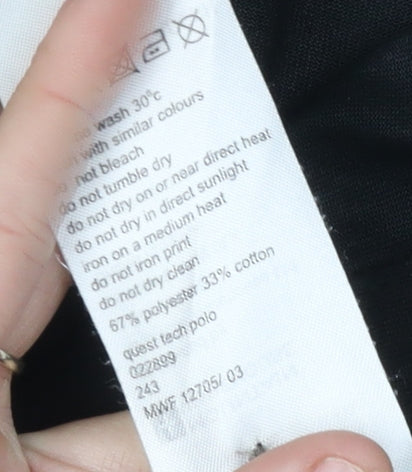 wash 30°c
with similar colours
not bleach
do not tumble dry
do not dry on or near direct heat
do not dry in direct sunlight
iron on a medium heat
do not iron print
do not dry clean
67% polyester 33% cotton
quest tech polo
022899
243
MWF 12705/ 03